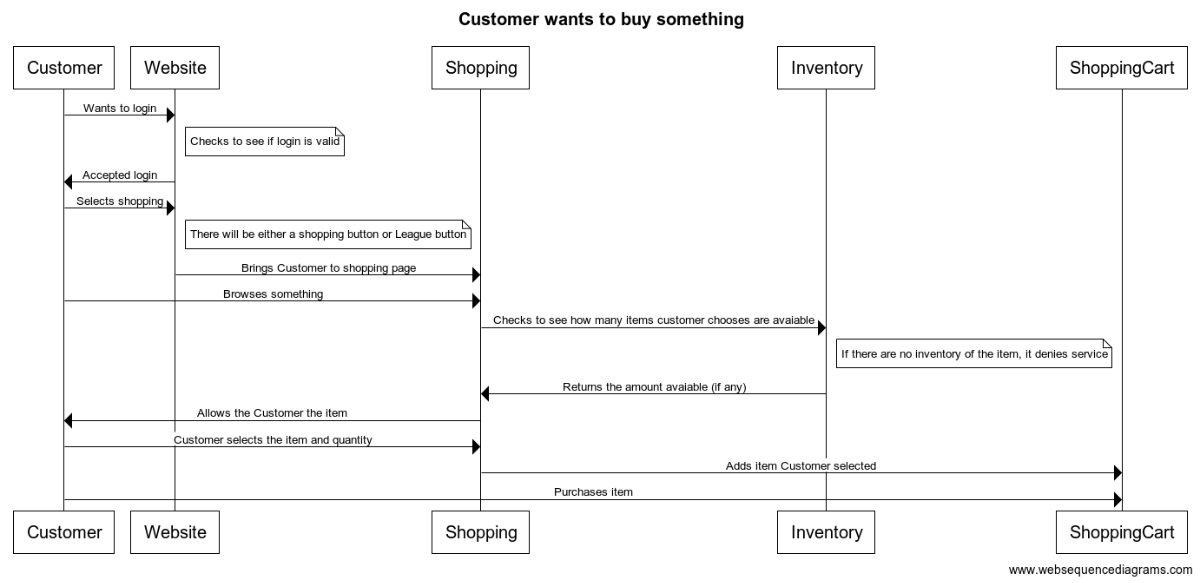 Customer wants to buy something
Customer
Website
Shopping
Inventory
ShoppingCart
Wants to login
Checks to see if login is valid
Accepted login
Selects shopping
There will be either a shopping button or League button
Brings Customer to shopping page
Browses something
Checks to see how many items customer chooses are avaiable
If there are no inventory of the item, it denies service
Returns the amount avaiable (if any)
Allows the Customer the item
Customer selects the item and quantity
Adds item Customer selected
Purchases item
Customer
Website
Shopping
Inventory
ShoppingCart
www.websequencediagrams.com